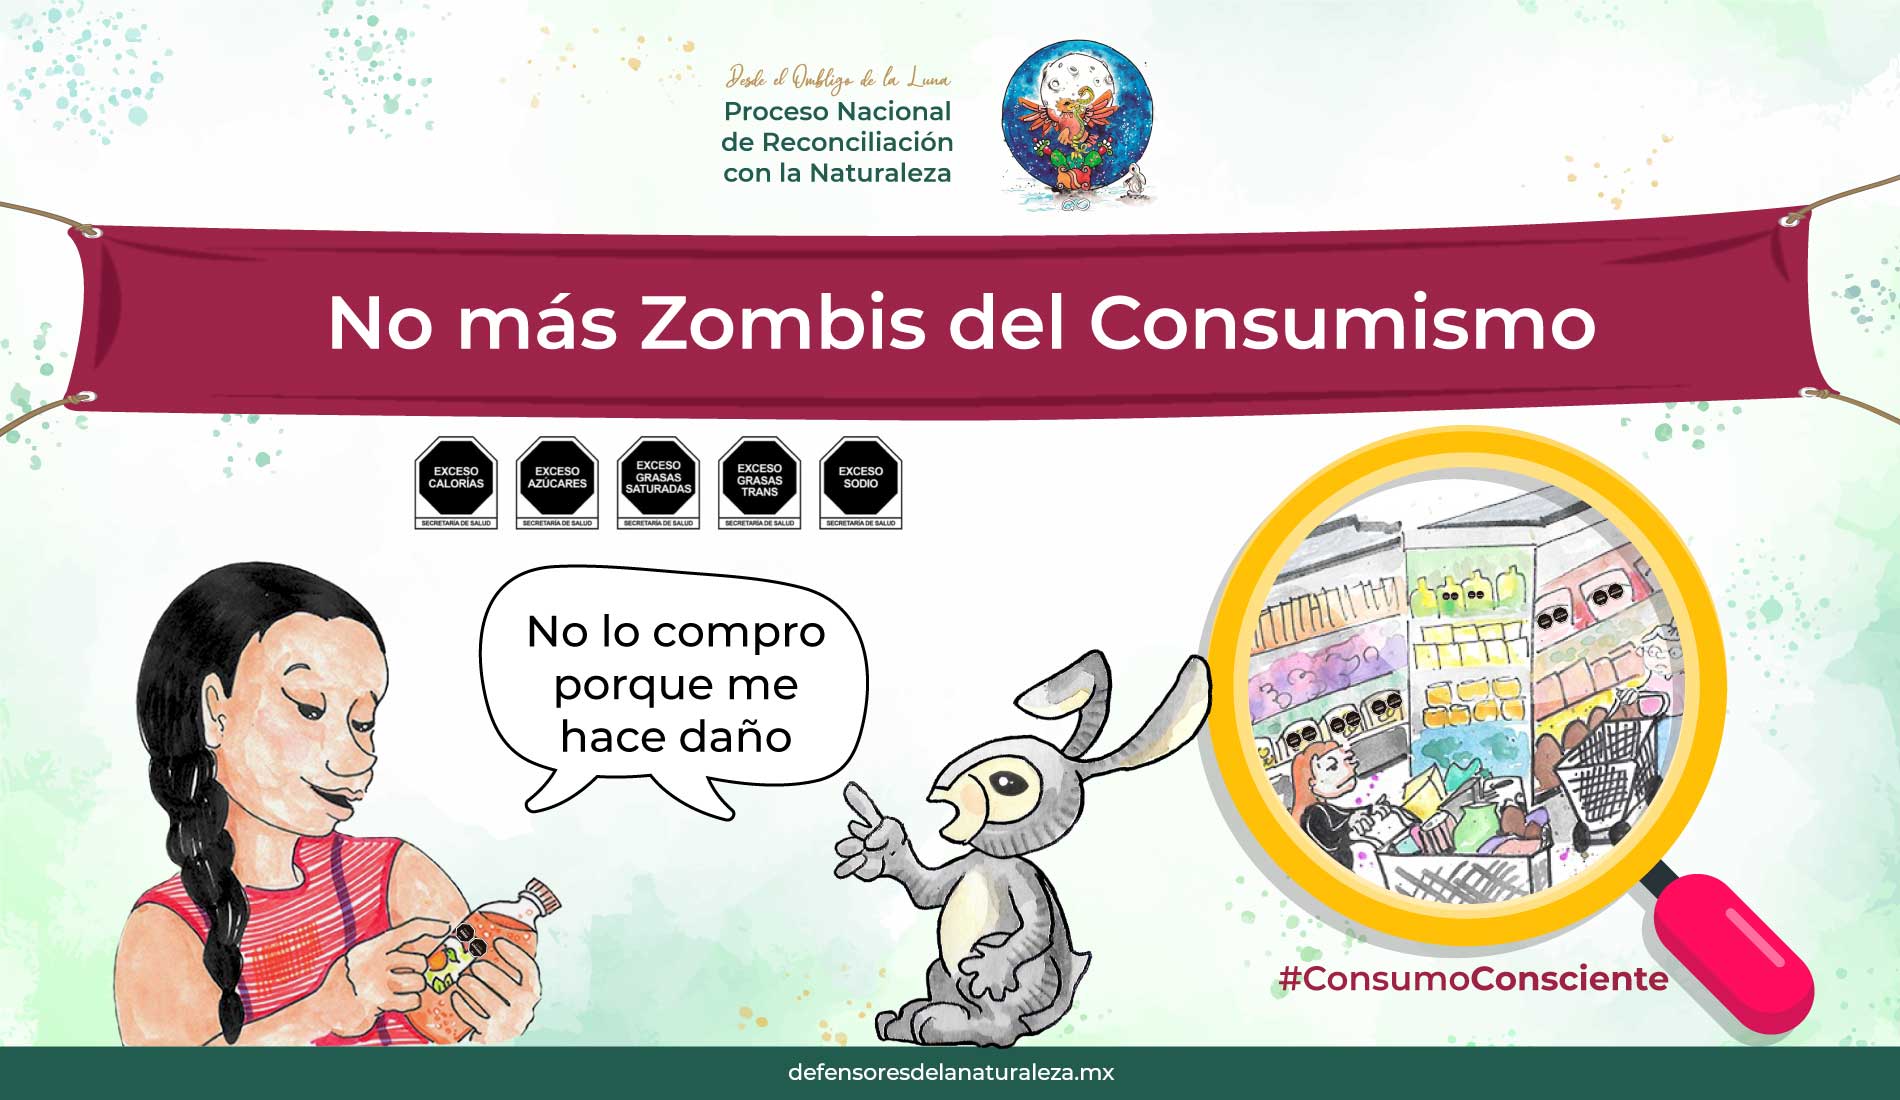 Desde el Ombligo de la Luna
Proceso Nacional
de Reconciliación
con la Naturaleza
No más Zombis del Consumismo
EXCESO
CALORÍAS
SECRETARÍA DE SALUD
EXCESO
AZÚCARES
SECRETARÍA DE SALUD
EXCESO
GRASAS
SATURADAS
SECRETARÍA DE SALUD
EXCESO
GRASAS
TRANS
SECRETARÍA DE SALUD
EXCESO
SODIO
SECRETARÍA DE SALUD
No lo compro
porque me
hace daño
#ConsumoConsciente
defensoresdelanaturaleza.mx